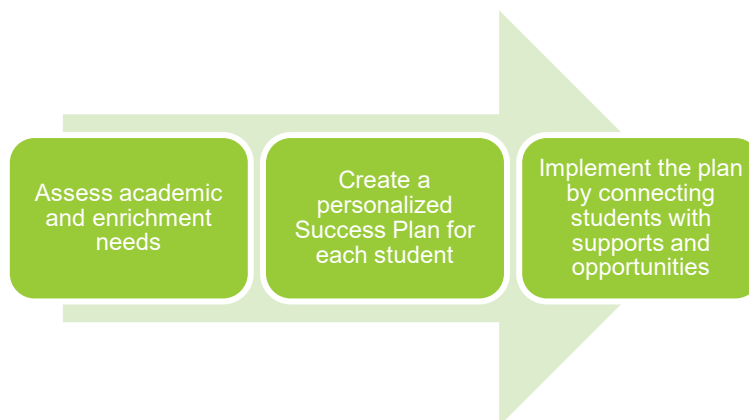 Assess academic
and enrichment
needs
Create a
personalized
Success Plan for
each student
Implement the plan
by connecting
students with
supports and
opportunities